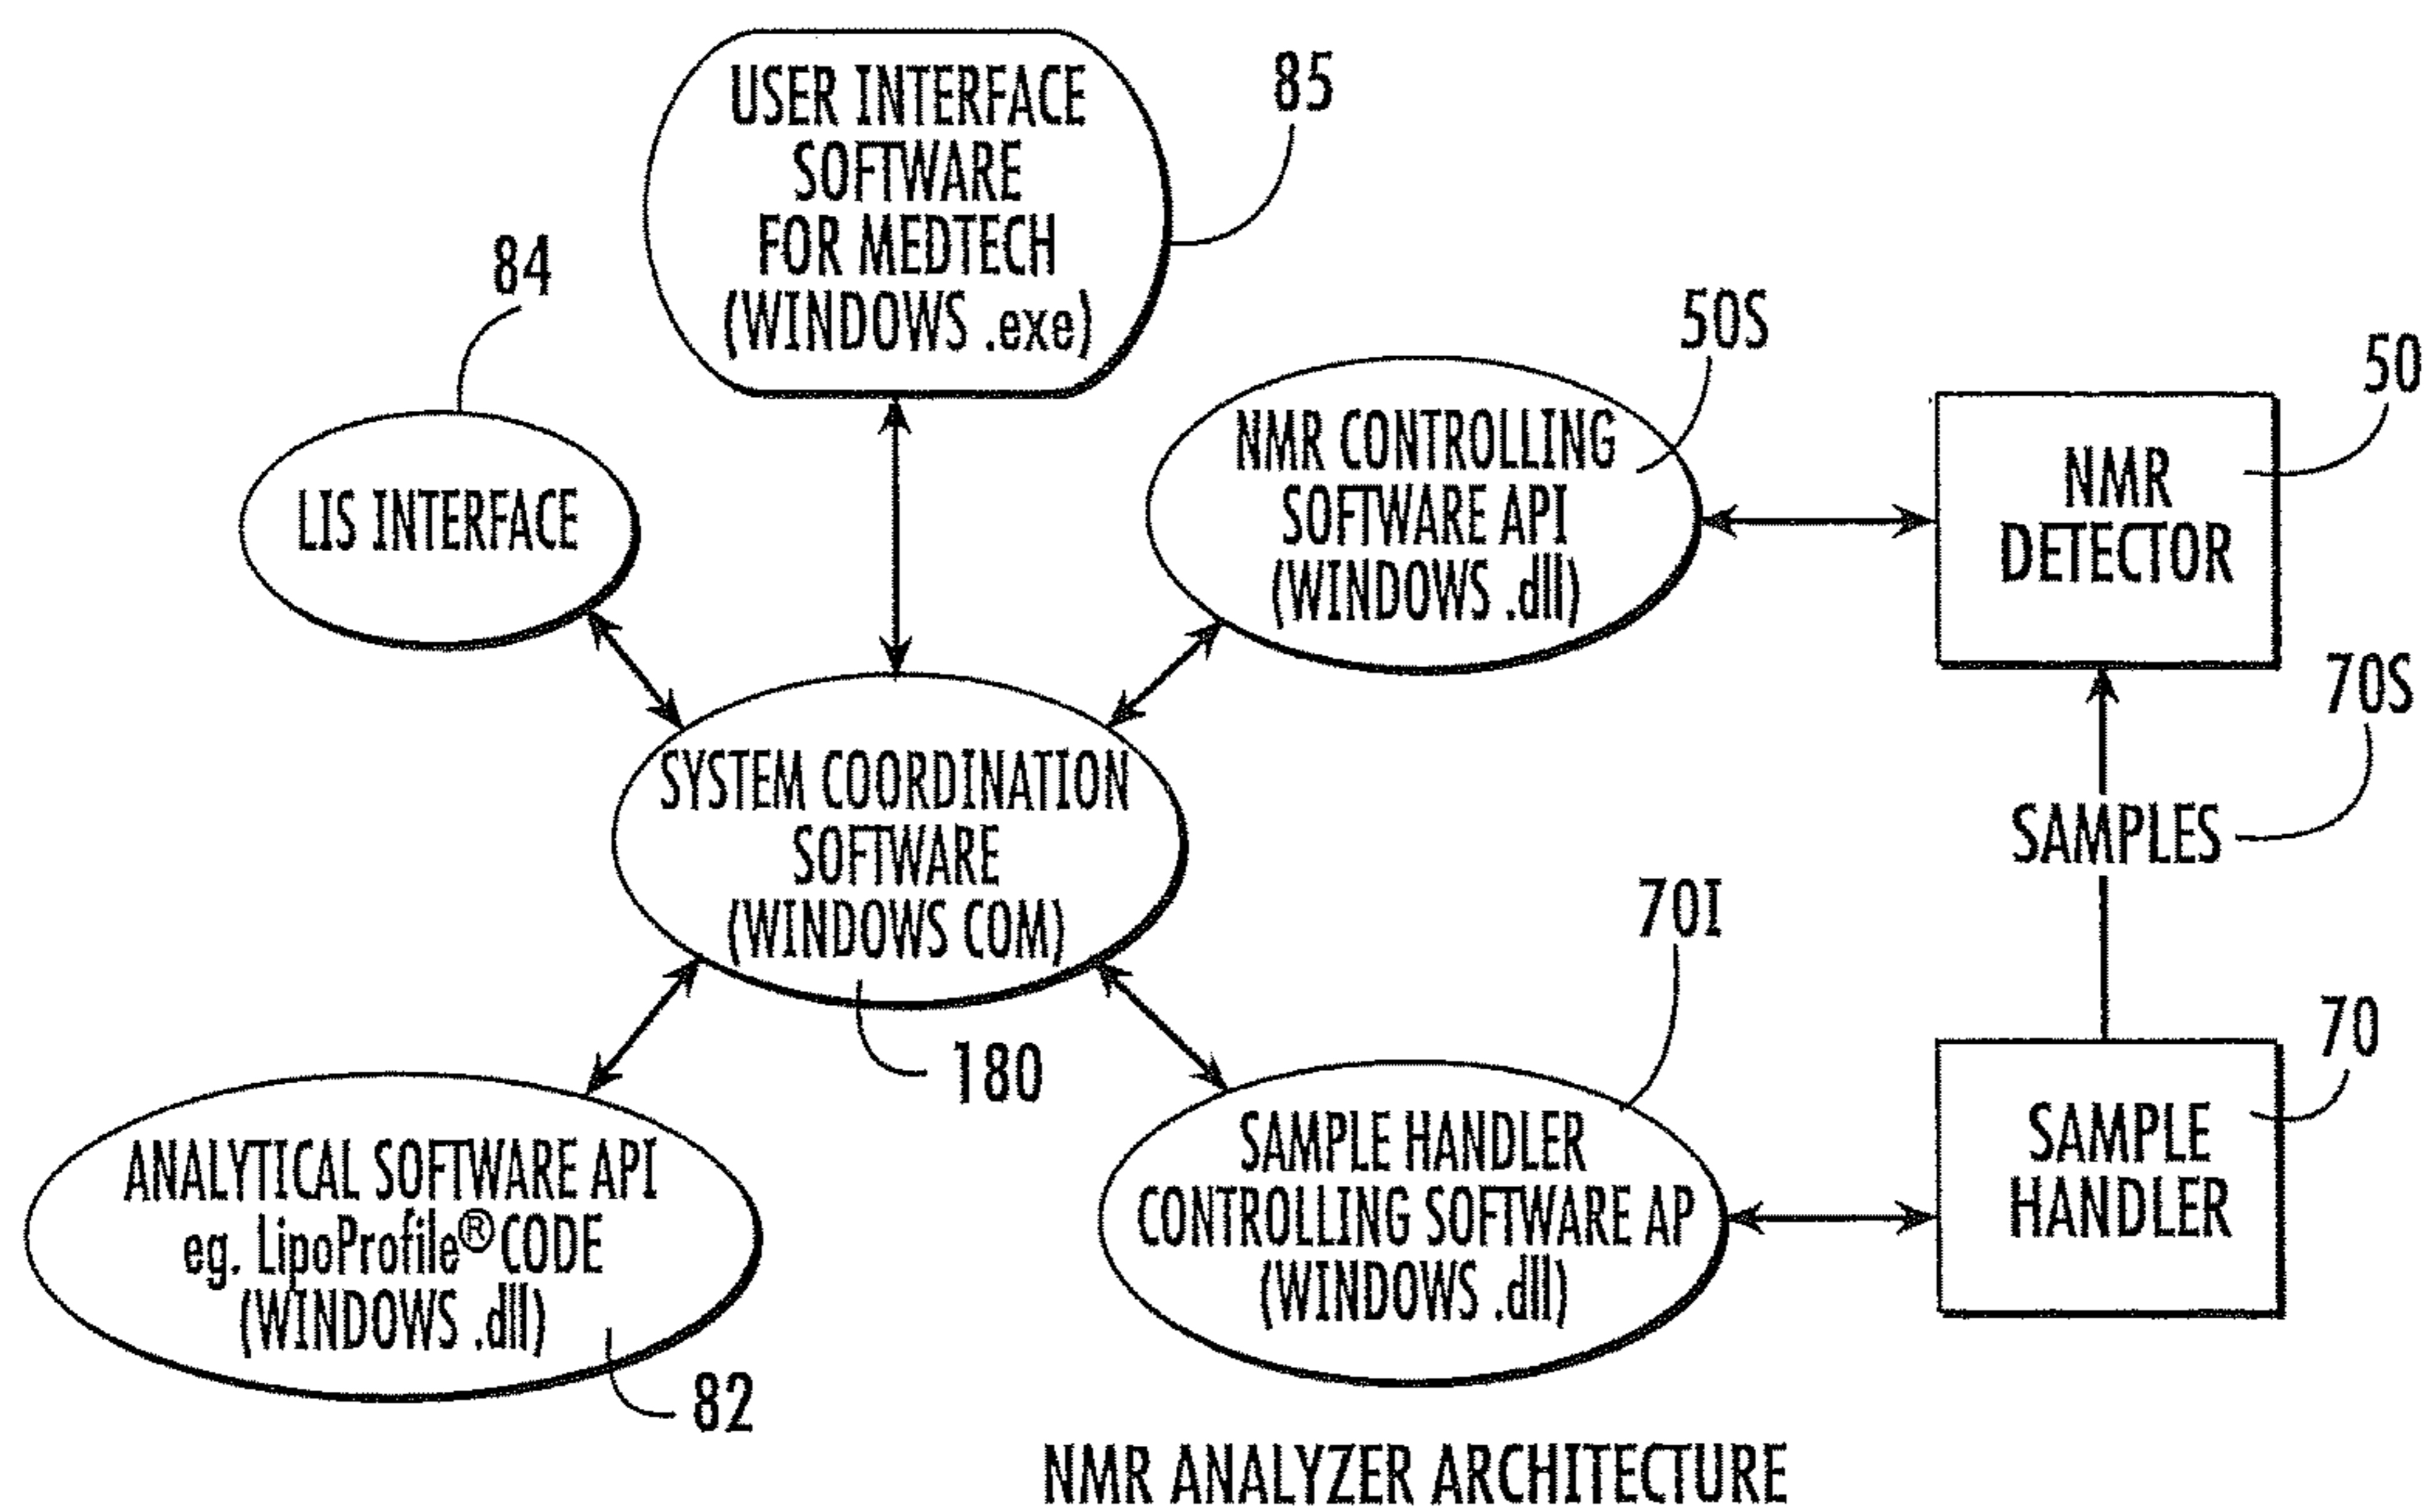 USER INTERFACE
SOFTWARE
FOR MEDTECH
(WINDOWS .exe)
85
84
LIS INTERFACE
50S
NMR CONTROLLING
SOFTWARE API
(WINDOWS .dll)
50
NMR
DETECTOR
70S
SAMPLES
SYSTEM COORDINATION
SOFTWARE
(WINDOWS COM)
180
70I
SAMPLE HANDLER
CONTROLLING SOFTWARE AP
(WINDOWS .dll)
70
SAMPLE
HANDLER
ANALYTICAL SOFTWARE API
eg. LipoProfile® CODE
(WINDOWS .dll)
82
NMR ANALYZER ARCHITECTURE